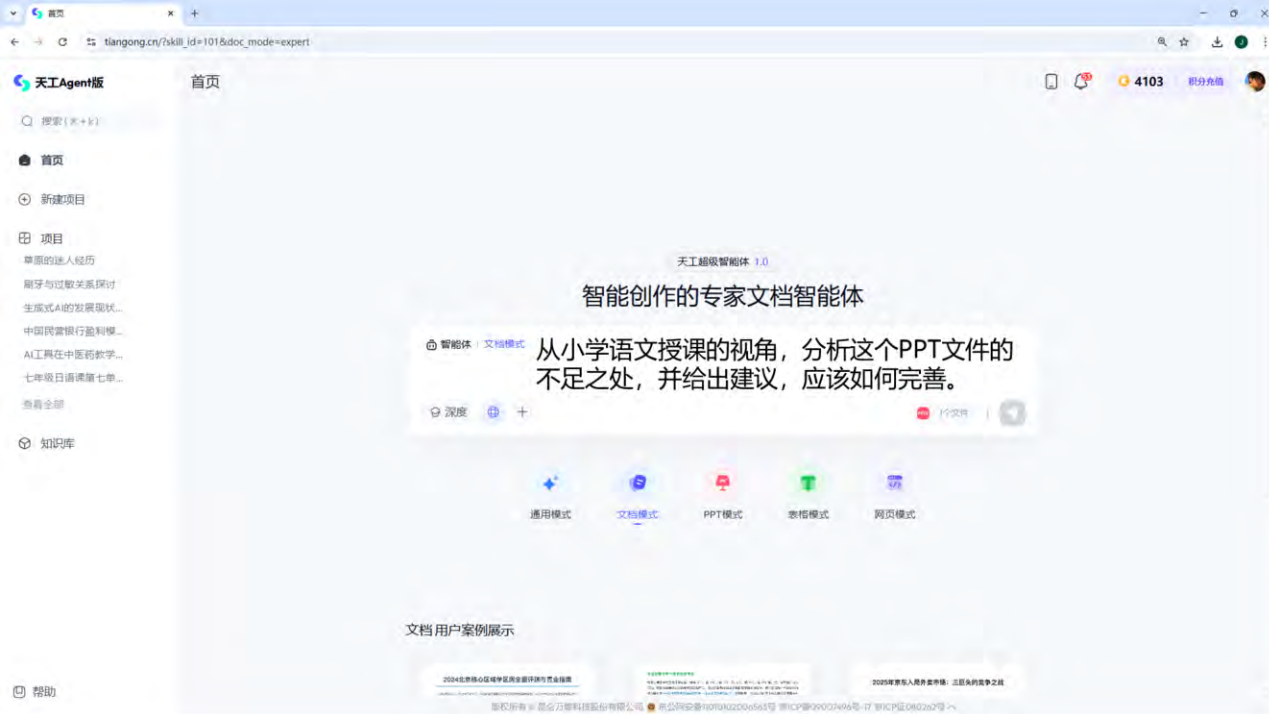 首页
tiangong.cn/?skill_id=101&doc_mode=expert
天工Agent版
首页
4103
积分充值
搜索
首页
新建项目
项目
草原的迷人经历
刷牙与过敏关系探讨
生成式AI的发展现状...
中国民营银行盈利模...
AI工具在中医药教学...
七年级日语课第七单...
查看全部
知识库
帮助
天工超级智能体 1.0
智能创作的专家文档智能体
智能体 文档模式
从小学语文授课的视角，分析这个PPT文件的
不足之处，并给出建议，应该如何完善。
深度
1个文件
通用模式 文档模式 PPT模式 表格模式 网页模式
文档 用户案例展示
2025年京东入局外卖市场：三巨头的竞争之战